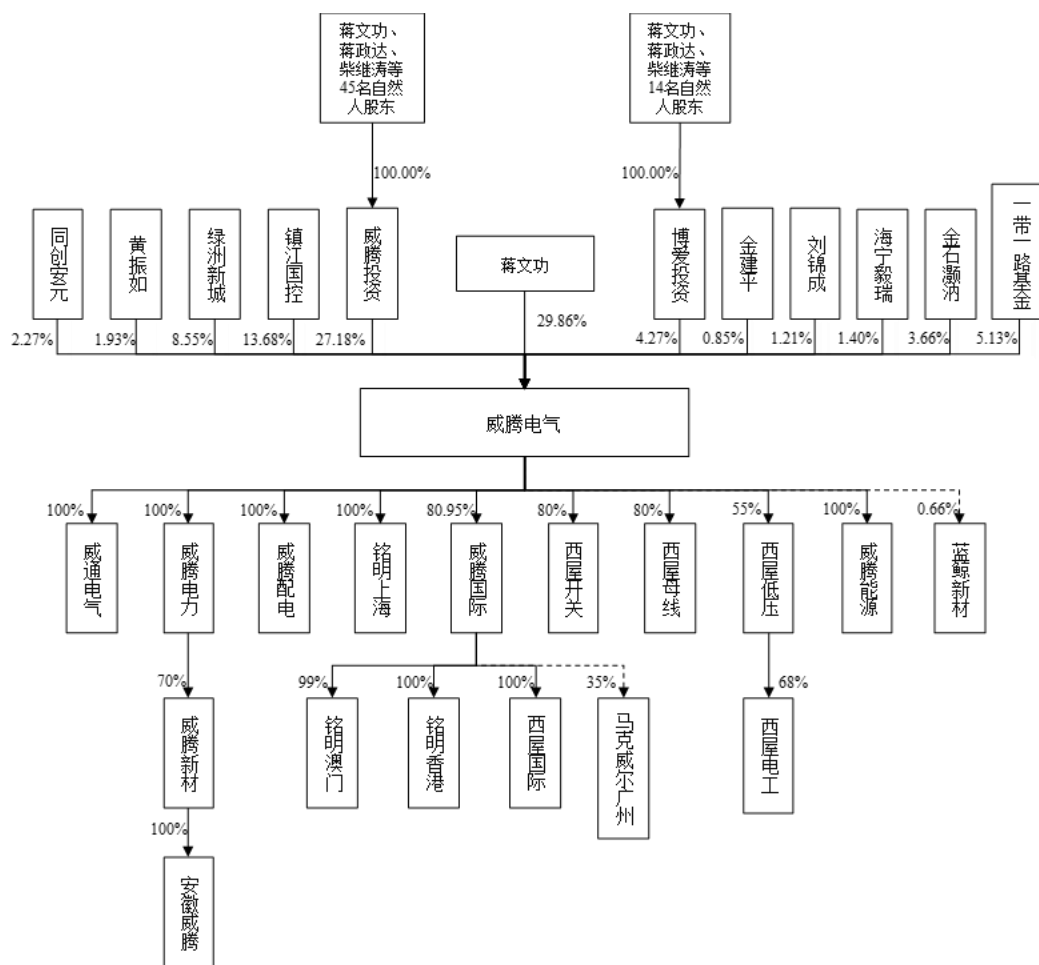 蒋文功、
蒋政达、
柴继涛等
45名自然
人股东
蒋文功、
蒋政达、
柴继涛等
14名自然
人股东
100.00%
100.00%
同创安元
黄振如
绿洲新城
镇江国控
威腾投资
蒋文功
博爱投资
金建平
刘锦成
海宁毅瑞
金石灏汭
一带一路基金
2.27%
1.93%
8.55%
13.68%
27.18%
29.86%
4.27%
0.85%
1.21%
1.40%
3.66%
5.13%
威腾电气
100%
100%
100%
100%
80.95%
80%
80%
55%
100%
0.66%
威通电气
威腾电力
威腾配电
铭明上海
威腾国际
西屋开关
西屋母线
西屋低压
威腾能源
蓝鲸新材
70%
99%
100%
100%
35%
68%
威腾新材
铭明澳门
铭明香港
西屋国际
马克威尔广州
西屋电工
100%
安徽威腾